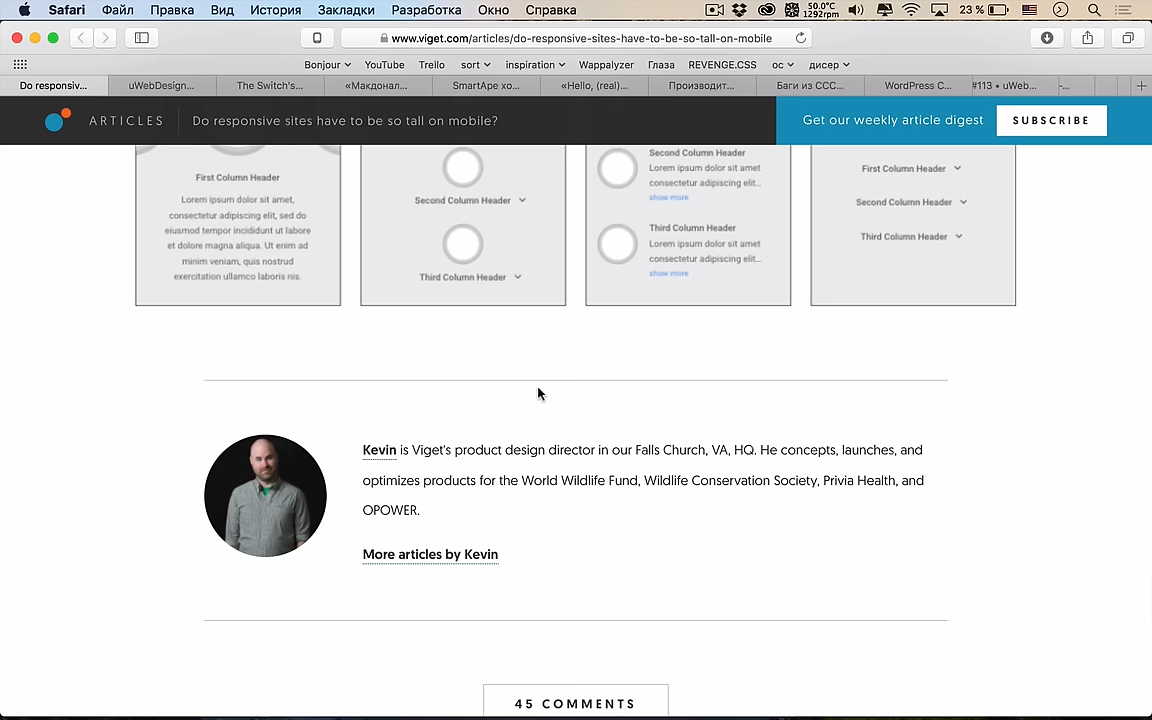 Safari Файл Правка Вид История Закладки Разработка Окно Справка 50.0°C 1292rpm 23 %
www.viget.com/articles/do-responsive-sites-have-to-be-so-tall-on-mobile
Bonjour YouTube Trello sort inspiration Wappalyzer Глаза REVENGE.CSS ос дисер
Do responsiv... uWebDesign... The Switch's... «Макдонал... SmartApe хо... «Hello, (real)... Производит... Баги из CCC... WordPress C... #113 • uWeb... -...
ARTICLES Do responsive sites have to be so tall on mobile? Get our weekly article digest SUBSCRIBE
First Column Header
Lorem ipsum dolor sit amet,
consectetur adipiscing elit, sed do
eiusmod tempor incididunt ut labore
et dolore magna aliqua. Ut enim ad
minim veniam, quis nostrud
exercitation ullamco laboris nis.
Second Column Header
Third Column Header
Second Column Header
Lorem ipsum dolor sit amet
consectetur adipiscing elit...
show more
Third Column Header
Lorem ipsum dolor sit amet
consectetur adipiscing elit...
show more
First Column Header
Second Column Header
Third Column Header
Kevin is Viget's product design director in our Falls Church, VA, HQ. He concepts, launches, and
optimizes products for the World Wildlife Fund, Wildlife Conservation Society, Privia Health, and
OPOWER.
More articles by Kevin
45 COMMENTS